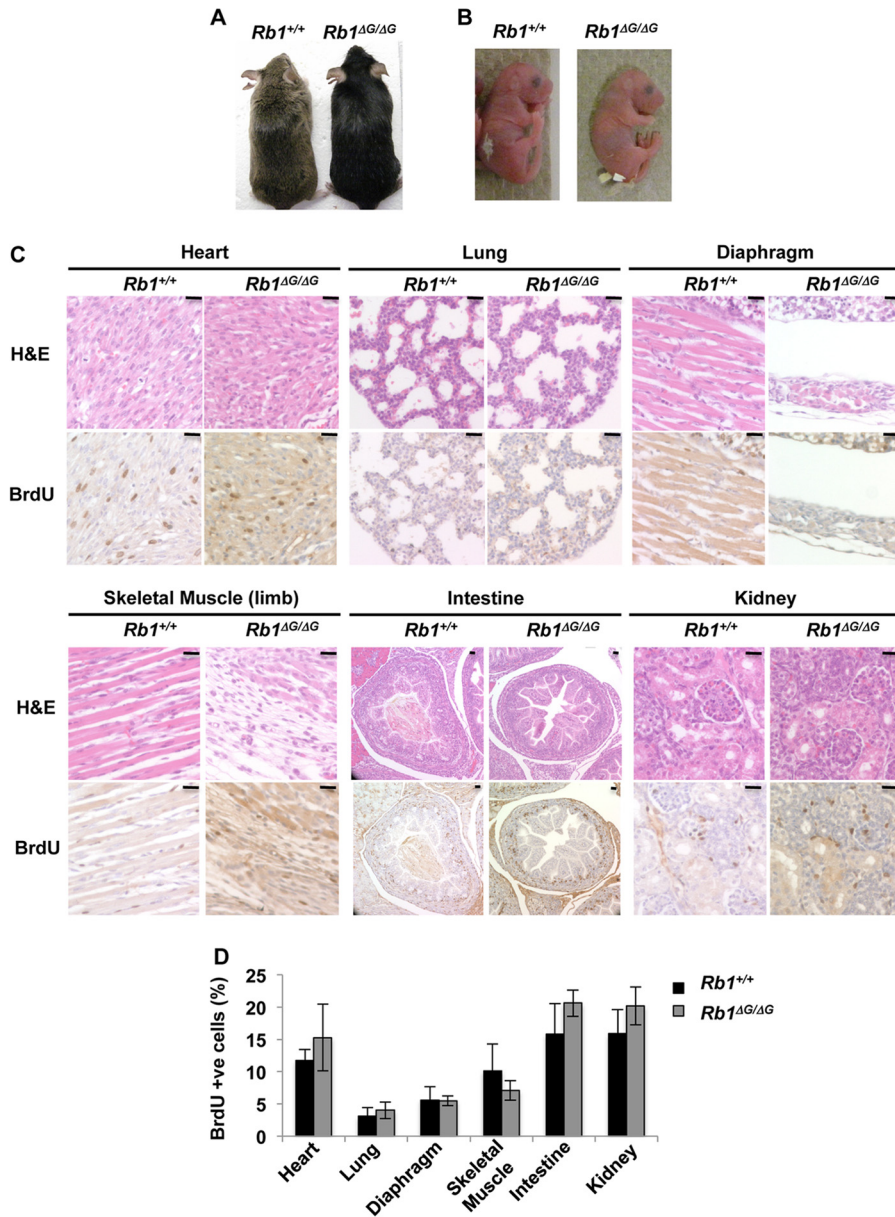 A
Rb1+/+ Rb1ΔG/ΔG
B
Rb1+/+ Rb1ΔG/ΔG
C
Heart Lung Diaphragm
Rb1+/+ Rb1ΔG/ΔG Rb1+/+ Rb1ΔG/ΔG Rb1+/+ Rb1ΔG/ΔG
H&E
BrdU
Skeletal Muscle (limb) Intestine Kidney
Rb1+/+ Rb1ΔG/ΔG Rb1+/+ Rb1ΔG/ΔG Rb1+/+ Rb1ΔG/ΔG
H&E
BrdU
D
BrdU +ve cells (%)
25
20
15
10
5
0
Heart
Lung
Diaphragm
Skeletal
Muscle
Intestine
Kidney
Rb1+/+
Rb1ΔG/ΔG